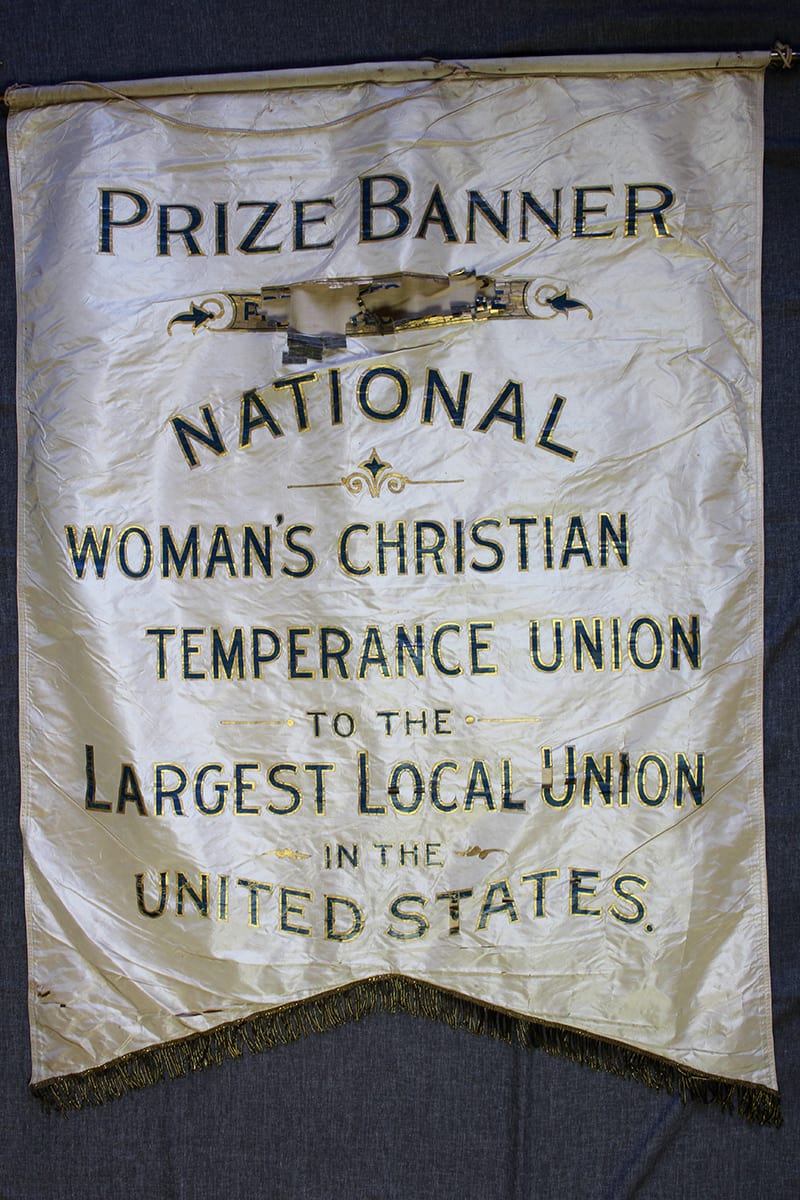 PRIZE BANNER
NATIONAL
WOMAN'S CHRISTIAN
TEMPERANCE UNION
TO THE
LARGEST LOCAL UNION
IN THE
UNITED STATES.